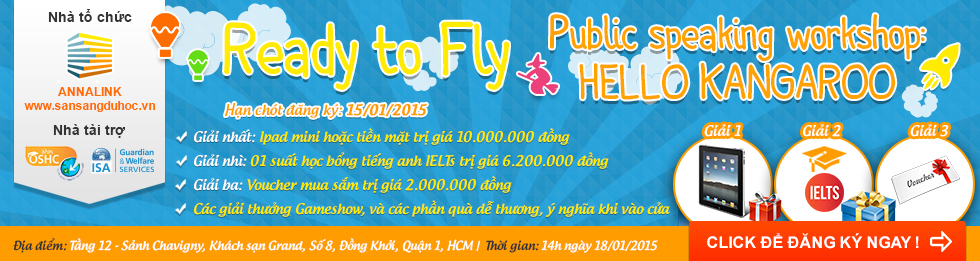 Nhà tổ chức
ANNALINK
www.sansangduhoc.vn
Nhà tài trợ
OSHC
ISA
Guardian
& Welfare
SERVICES
Ready to Fly
Public speaking workshop:
HELLO KANGAROO
Hạn chót đăng ký: 15/01/2015
Giải nhất: Ipad mini hoặc tiền mặt trị giá 10.000.000 đồng
Giải nhì: 01 suất học bổng tiếng anh IELTs trị giá 6.200.000 đồng
Giải ba: Voucher mua sắm trị giá 2.000.000 đồng
Các giải thưởng Gameshow, và các phần quà dễ thương, ý nghĩa khi vào cửa
Giải 1
Giải 2
Giải 3
IELTS
Voucher
Địa điểm: Tầng 12 - Sảnh Chavigny, Khách sạn Grand, Số 8, Đồng Khởi, Quận 1, HCM | Thời gian: 14h ngày 18/01/2015
CLICK ĐỂ ĐĂNG KÝ NGAY !